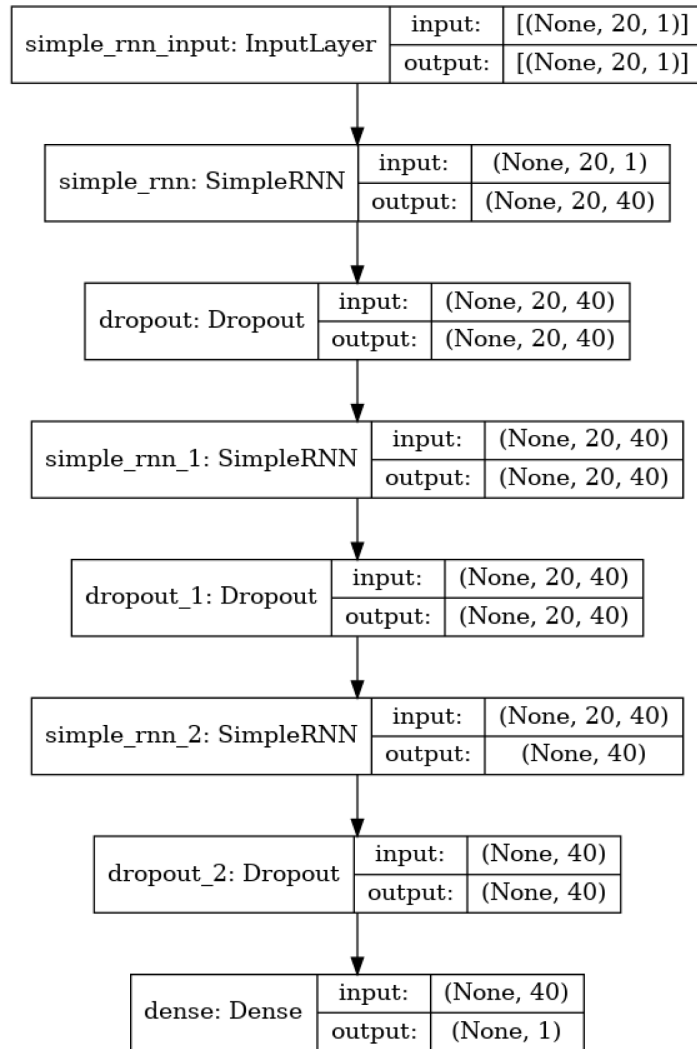 simple_rnn_input: InputLayer
input: [(None, 20, 1)]
output: [(None, 20, 1)]
simple_rnn: SimpleRNN
input: (None, 20, 1)
output: (None, 20, 40)
dropout: Dropout
input: (None, 20, 40)
output: (None, 20, 40)
simple_rnn_1: SimpleRNN
input: (None, 20, 40)
output: (None, 20, 40)
dropout_1: Dropout
input: (None, 20, 40)
output: (None, 20, 40)
simple_rnn_2: SimpleRNN
input: (None, 20, 40)
output: (None, 40)
dropout_2: Dropout
input: (None, 40)
output: (None, 40)
dense: Dense
input: (None, 40)
output: (None, 1)